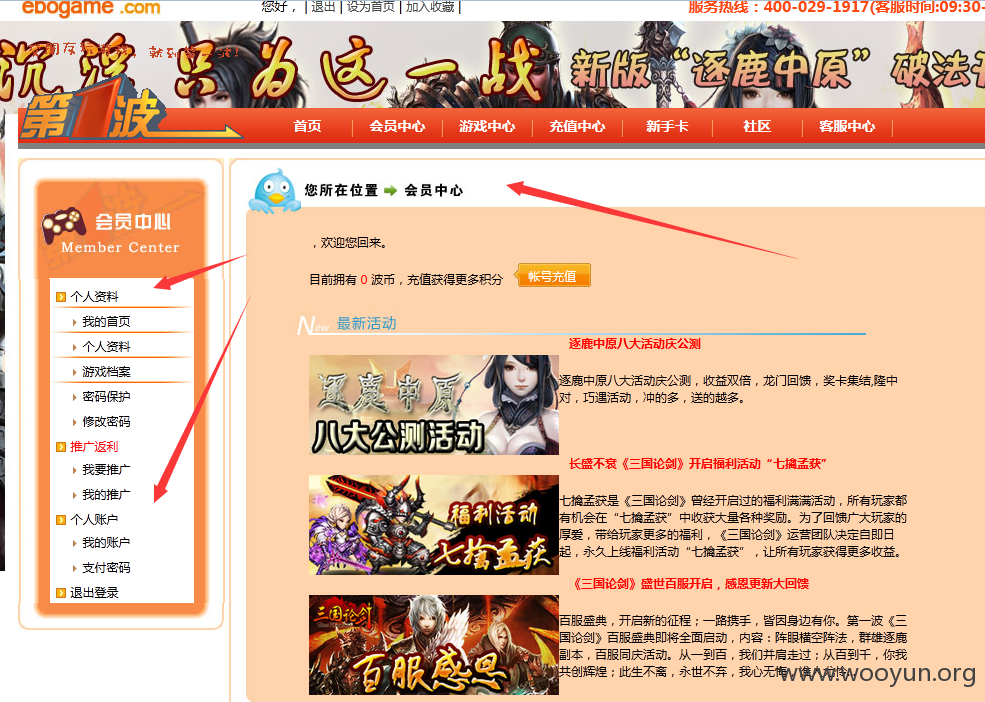 ebogame .com
您好， | 退出 | 设为首页 | 加入收藏 |
服务热线：400-029-1917(客服时间:09:30-
就到第一波!
沉浮只为这一战
新版“逐鹿中原” 破法
第1波
首页 会员中心 游戏中心 充值中心 新手卡 社区 客服中心
会员中心
Member Center
个人资料
我的首页
个人资料
游戏档案
密码保护
修改密码
推广返利
我要推广
我的推广
个人账户
我的账户
支付密码
退出登录
您所在位置 会员中心
，欢迎您回来。
目前拥有 0 波币，充值获得更多积分 帐号充值
New 最新活动
逐鹿中原八大活动庆公测
逐鹿中原
八大公测活动
逐鹿中原八大活动庆公测，收益双倍，龙门回馈，奖卡集结,隆中
对，巧遇活动，冲的多，送的越多。
长盛不衰《三国论剑》开启福利活动“七擒孟获”
福利活动
七擒孟获
七擒孟获是《三国论剑》曾经开启过的福利满满活动，所有玩家都
有机会在“七擒孟获”中收获大量各种奖励。为了回馈广大玩家的
厚爱，带给玩家更多的福利，《三国论剑》运营团队决定自即日
起，永久上线福利活动“七擒孟获”，让所有玩家获得更多收益。
《三国论剑》盛世百服开启，感恩更新大回馈
三国论剑
百服感恩
百服盛典，开启新的征程；一路携手，皆因身边有你。第一波《三
国论剑》百服盛典即将全面启动，内容：阵眼横空阵法，群雄逐鹿
副本，百服同庆活动。从一到百，我们并肩走过；从百到千，你我
共创辉煌；此生不离，永世不弃，我心无悔，
www.wooyun.org